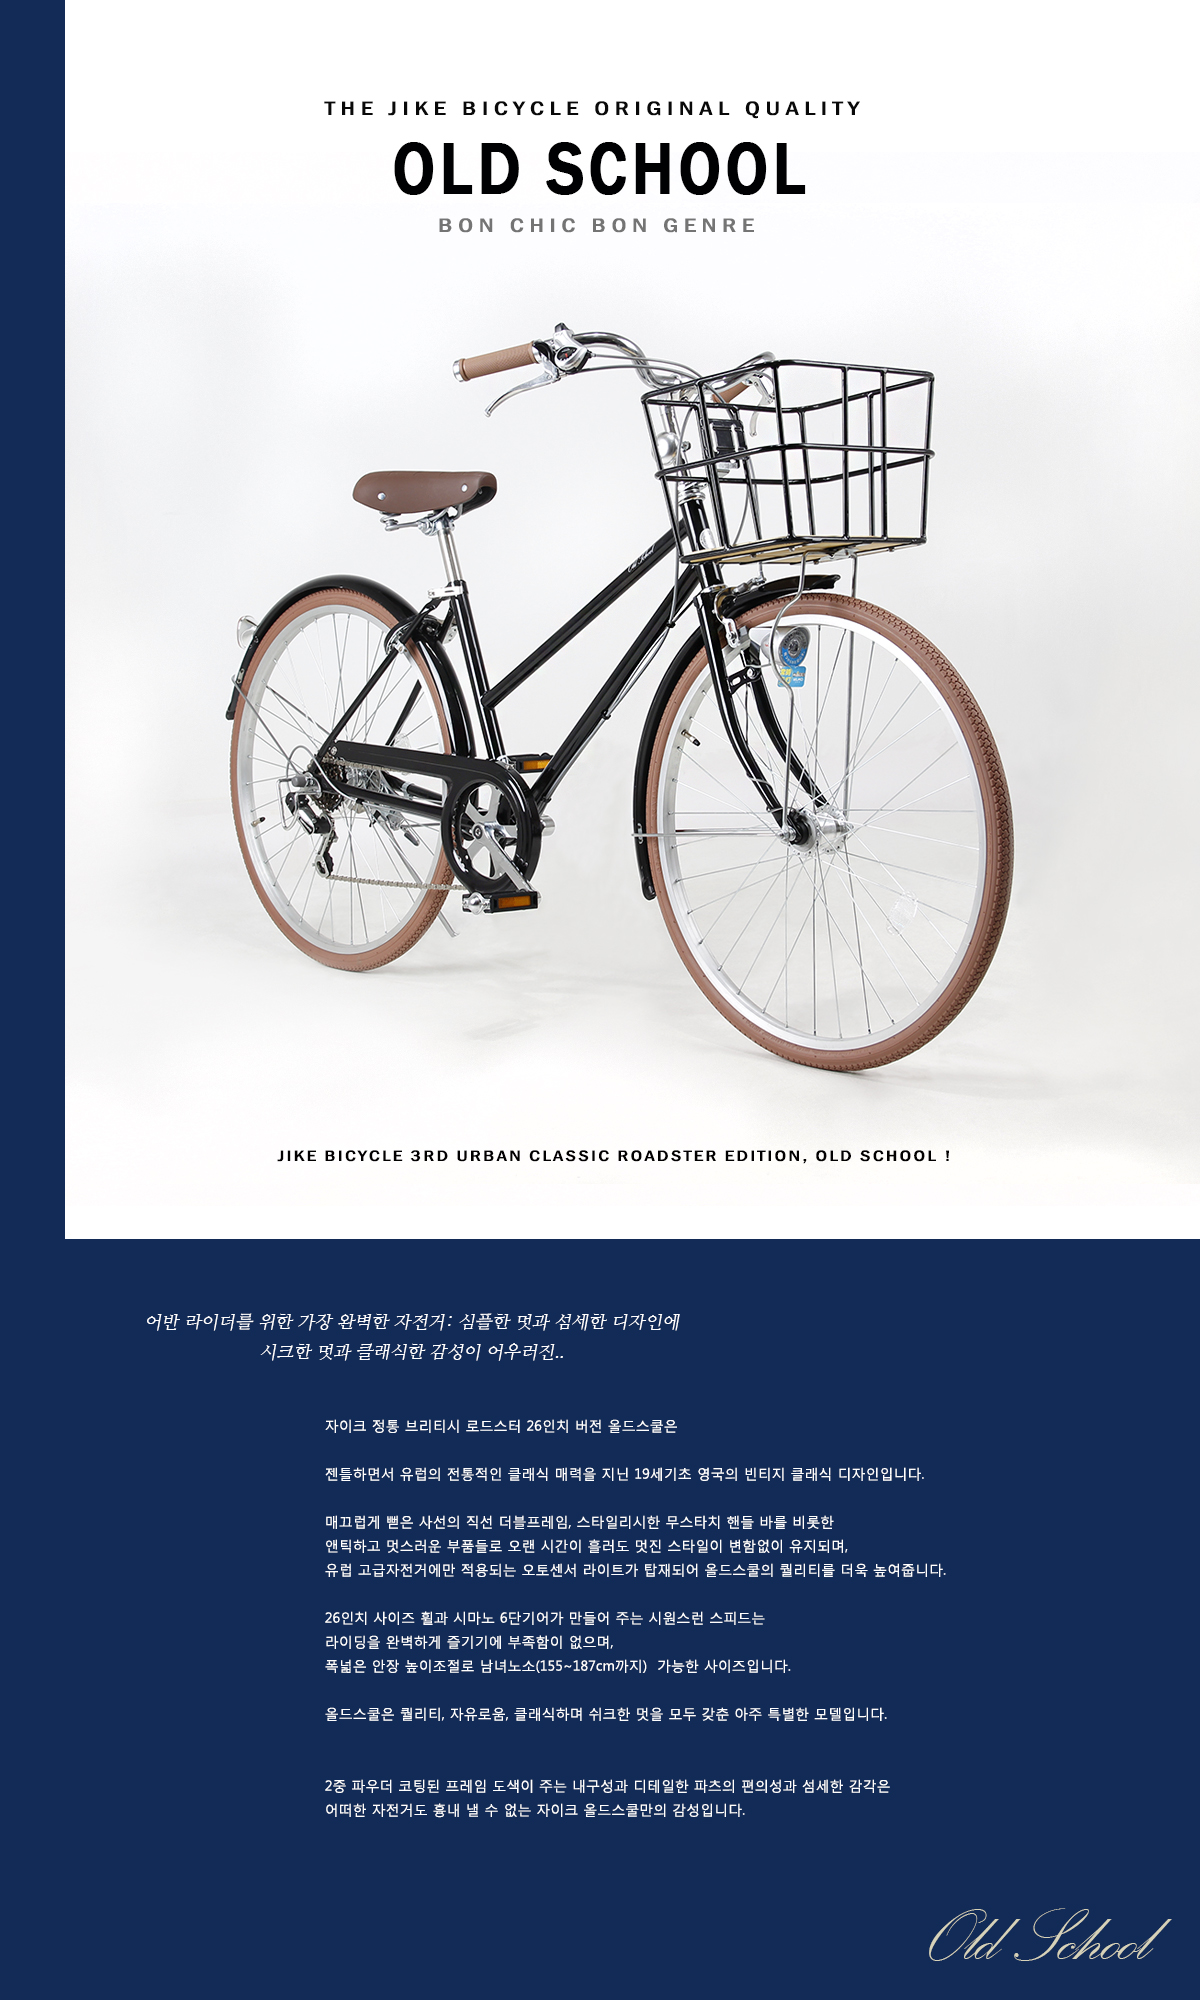 THE JIKE BICYCLE ORIGINAL QUALITY
OLD SCHOOL
BON CHIC BON GENRE
Old School
JIKE BICYCLE 3RD URBAN CLASSIC ROADSTER EDITION, OLD SCHOOL !
어반 라이더를 위한 가장 완벽한 자전거: 심플한 멋과 섬세한 디자인에
시크한 멋과 클래식한 감성이 어우러진..
자이크 정통 브리티시 로드스터 26인치 버전 올드스쿨은
젠틀하면서 유럽의 전통적인 클래식 매력을 지닌 19세기초 영국의 빈티지 클래식 디자인입니다.
매끄럽게 뻗은 사선의 직선 더블프레임, 스타일리시한 무스타치 핸들 바를 비롯한
앤틱하고 멋스러운 부품들로 오랜 시간이 흘러도 멋진 스타일이 변함없이 유지되며,
유럽 고급자전거에만 적용되는 오토센서 라이트가 탑재되어 올드스쿨의 퀄리티를 더욱 높여줍니다.
26인치 사이즈 휠과 시마노 6단기어가 만들어 주는 시원스런 스피드는
라이딩을 완벽하게 즐기기에 부족함이 없으며,
폭넓은 안장 높이조절로 남녀노소(155~187cm까지) 가능한 사이즈입니다.
올드스쿨은 퀄리티, 자유로움, 클래식하며 쉬크한 멋을 모두 갖춘 아주 특별한 모델입니다.
2중 파우더 코팅된 프레임 도색이 주는 내구성과 디테일한 파츠의 편의성과 섬세한 감각은
어떠한 자전거도 흉내 낼 수 없는 자이크 올드스쿨만의 감성입니다.
Old School